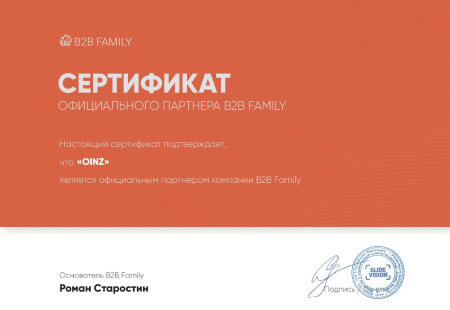 B2B FAMILY
СЕРТИФИКАТ
ОФИЦИАЛЬНОГО ПАРТНЕРА B2B FAMILY
Настоящий сертификат подтверждает,
что «OINZ»
является официальным партнером компании B2B Family
Основатель B2B Family
Роман Старостин
Подпись / Печать
SLIDE
VISION